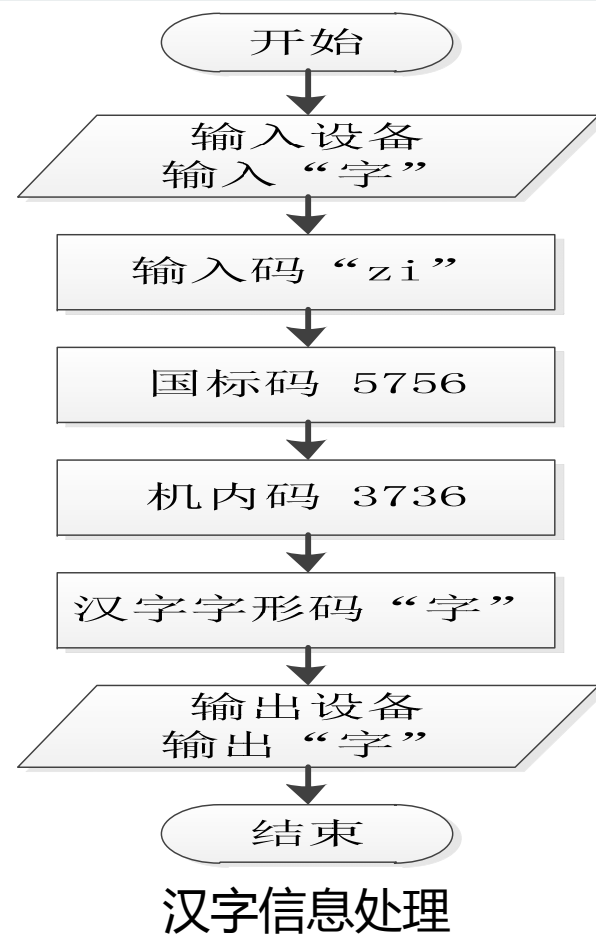 开始
输入设备
输入“字”
输入码“zi”
国标码 5756
机内码 3736
汉字字形码“字”
输出设备
输出“字”
结束
汉字信息处理